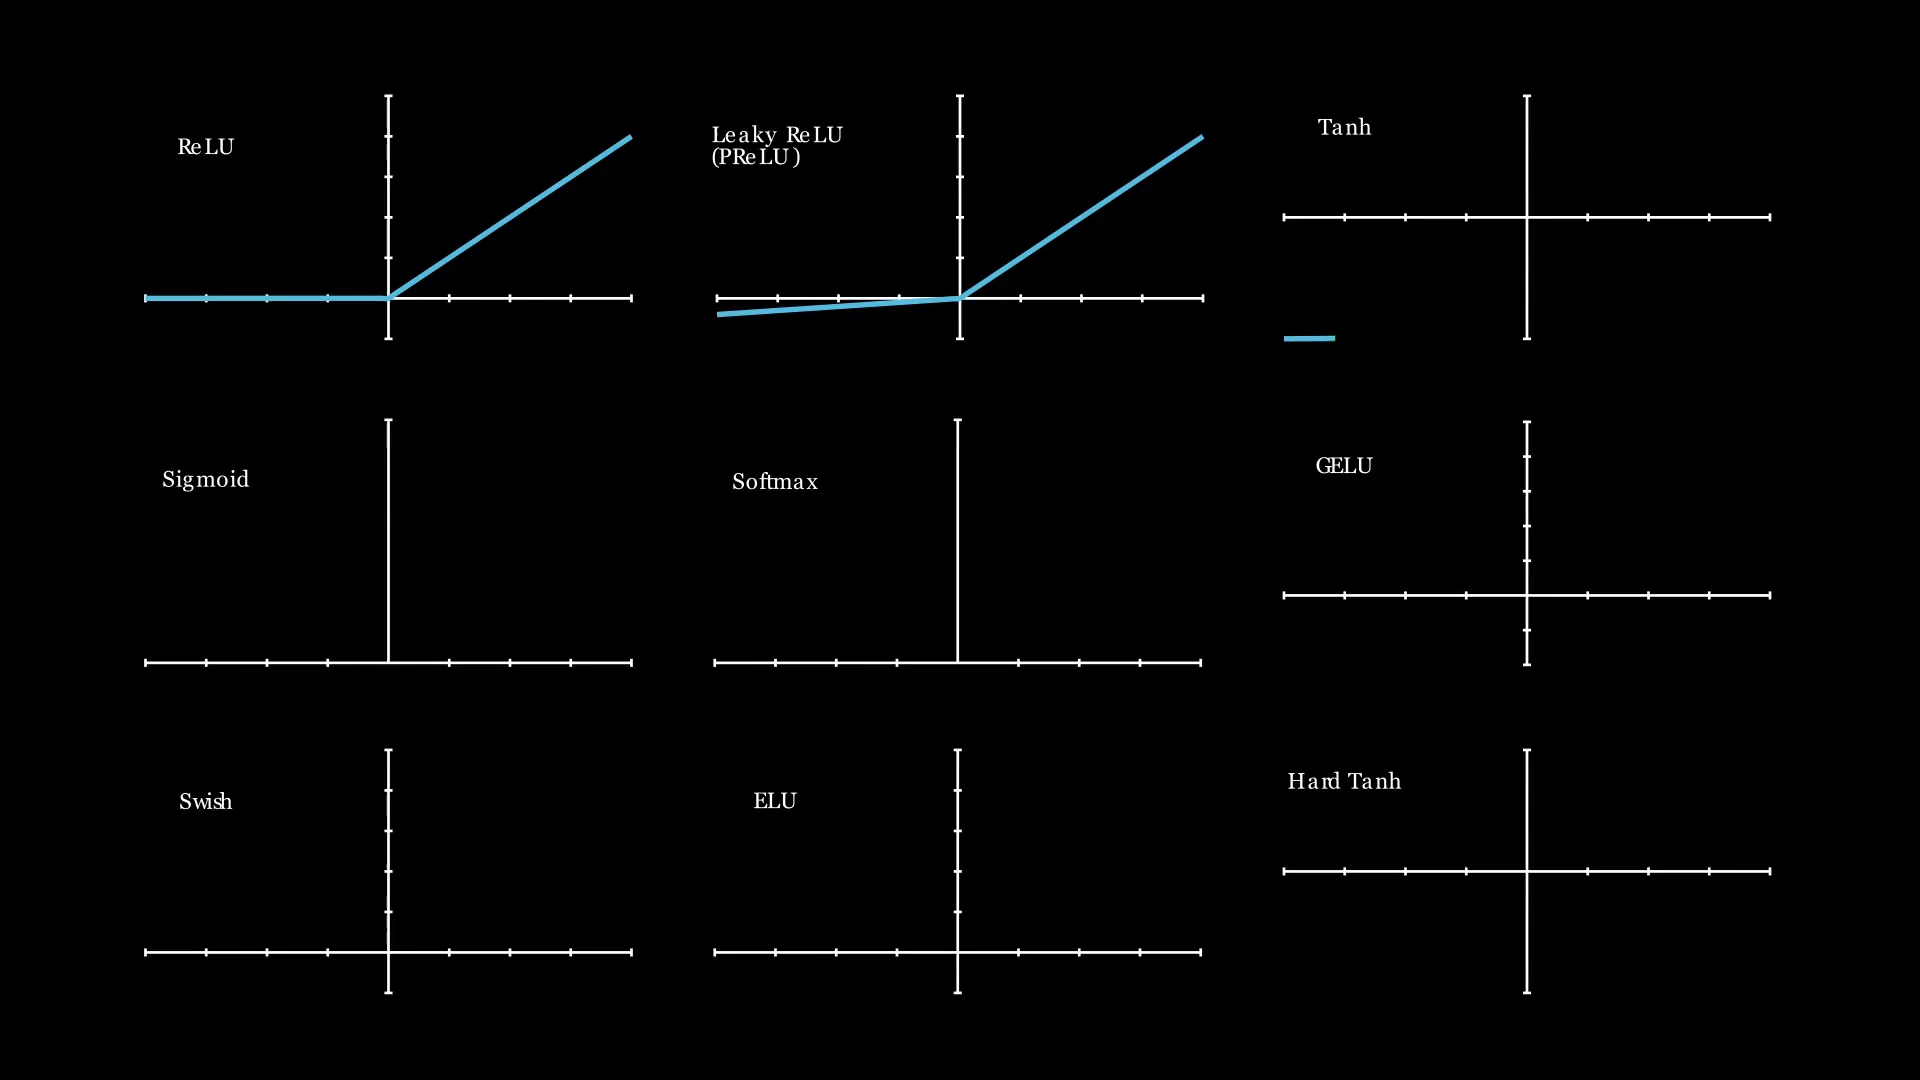 ReLU
Leaky ReLU
(PReLU)
Tanh
Sigmoid
Softmax
GELU
Swish
ELU
Hard Tanh